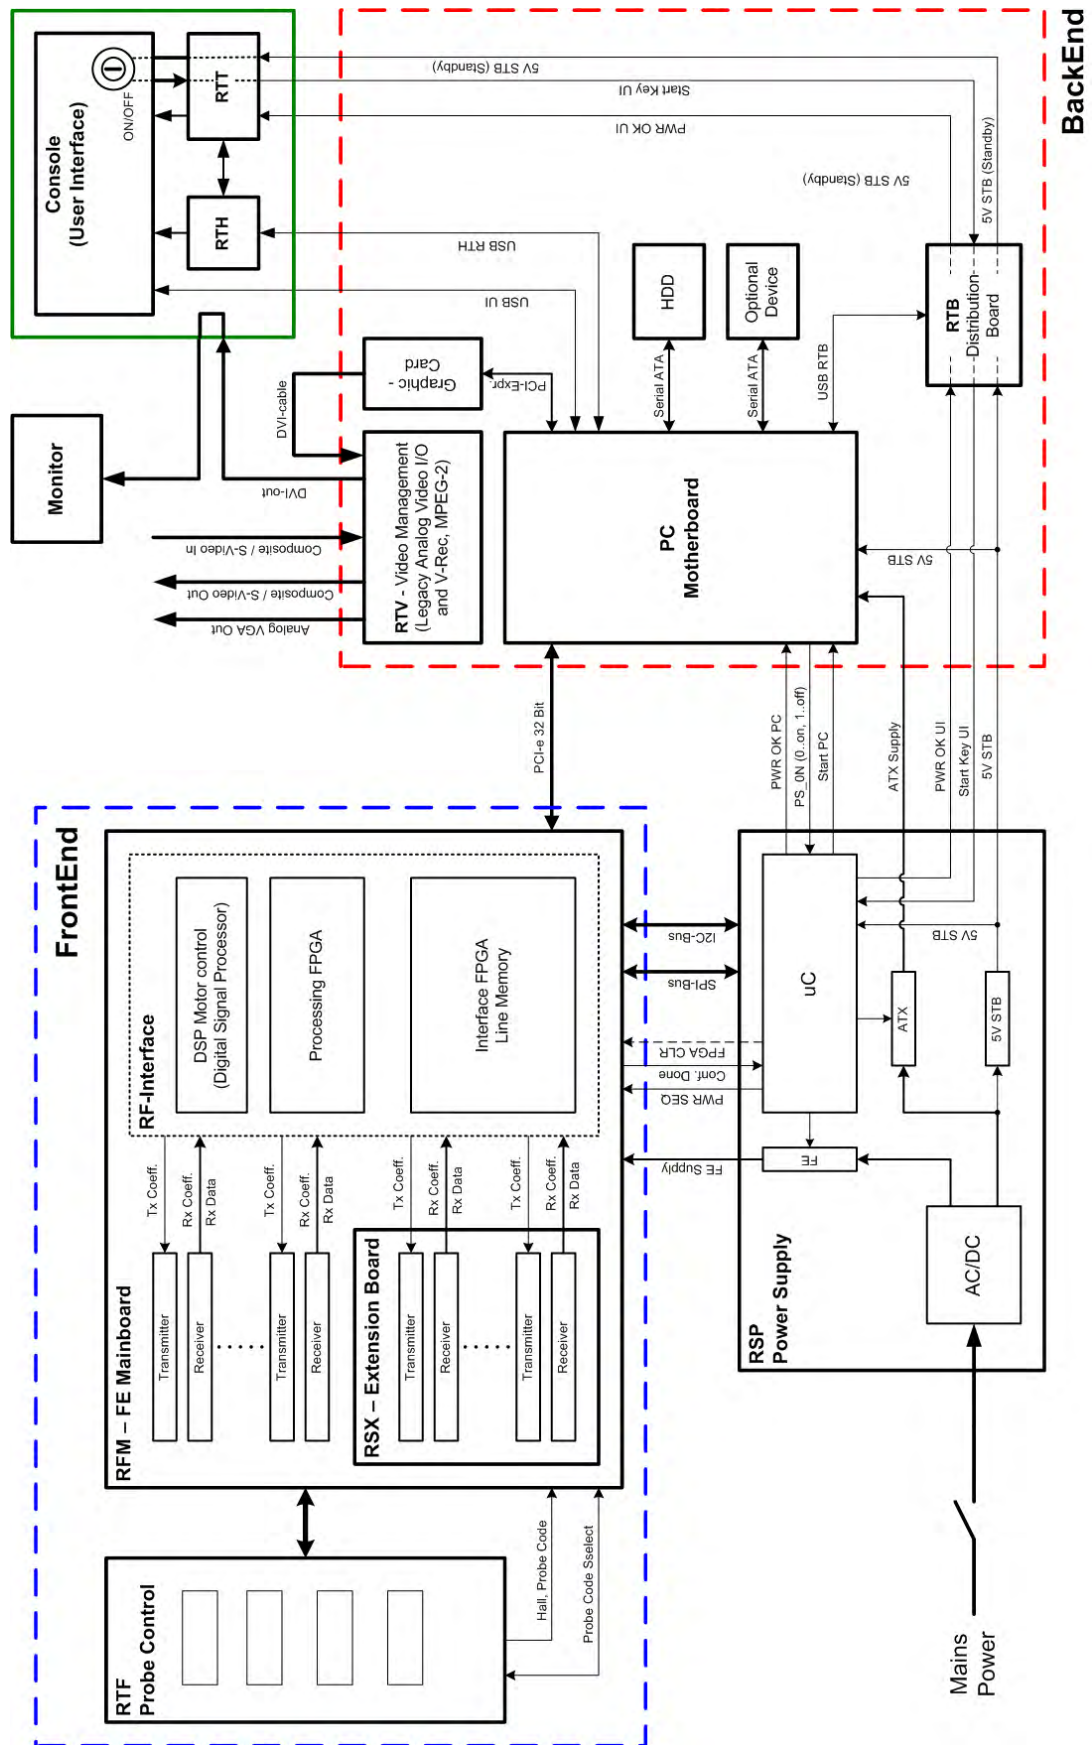 BackEnd
Console
(User Interface)
ON/OFF
RTT
RTH
5V STB (Standby)
Start Key UI
PWR OK UI
5V STB (Standby)
5V STB (Standby)
USB RTH
USB UI
Monitor
Graphic -
Card
DVI-cable
PCI-Expr.
DVI-out
Composite / S-Video In
Composite / S-Video Out
Analog VGA Out
RTV - Video Management
(Legacy Analog Video I/O
and V-Rec, MPEG-2)
HDD
Optional
Device
Serial ATA
Serial ATA
USB RTB
RTB
Distribution-
Board
PC
Motherboard
5V STB
PCI-e 32 Bit
PWR OK PC
PS_0N (0..on, 1..off)
Start PC
ATX Supply
PWR OK UI
Start Key UI
5V STB
FrontEnd
RF-Interface
DSP Motor control
(Digital Signal Processor)
Processing FPGA
Interface FPGA
Line Memory
I2C-Bus
SPI-Bus
FPGA CLR
Conf. Done
PWR SEQ
FE Supply
uC
5V STB
ATX
5V STB
FE
AC/DC
RSP
Power Supply
Tx Coeff.
Rx Coeff.
Rx Data
Tx Coeff.
Rx Coeff.
Rx Data
Tx Coeff.
Rx Coeff.
Rx Data
Tx Coeff.
Rx Coeff.
Rx Data
RFM – FE Mainboard
Transmitter
Receiver
Transmitter
Receiver
RSX – Extension Board
Transmitter
Receiver
Transmitter
Receiver
Hall, Probe Code
Probe Code Sselect
RTF
Probe Control
Mains
Power